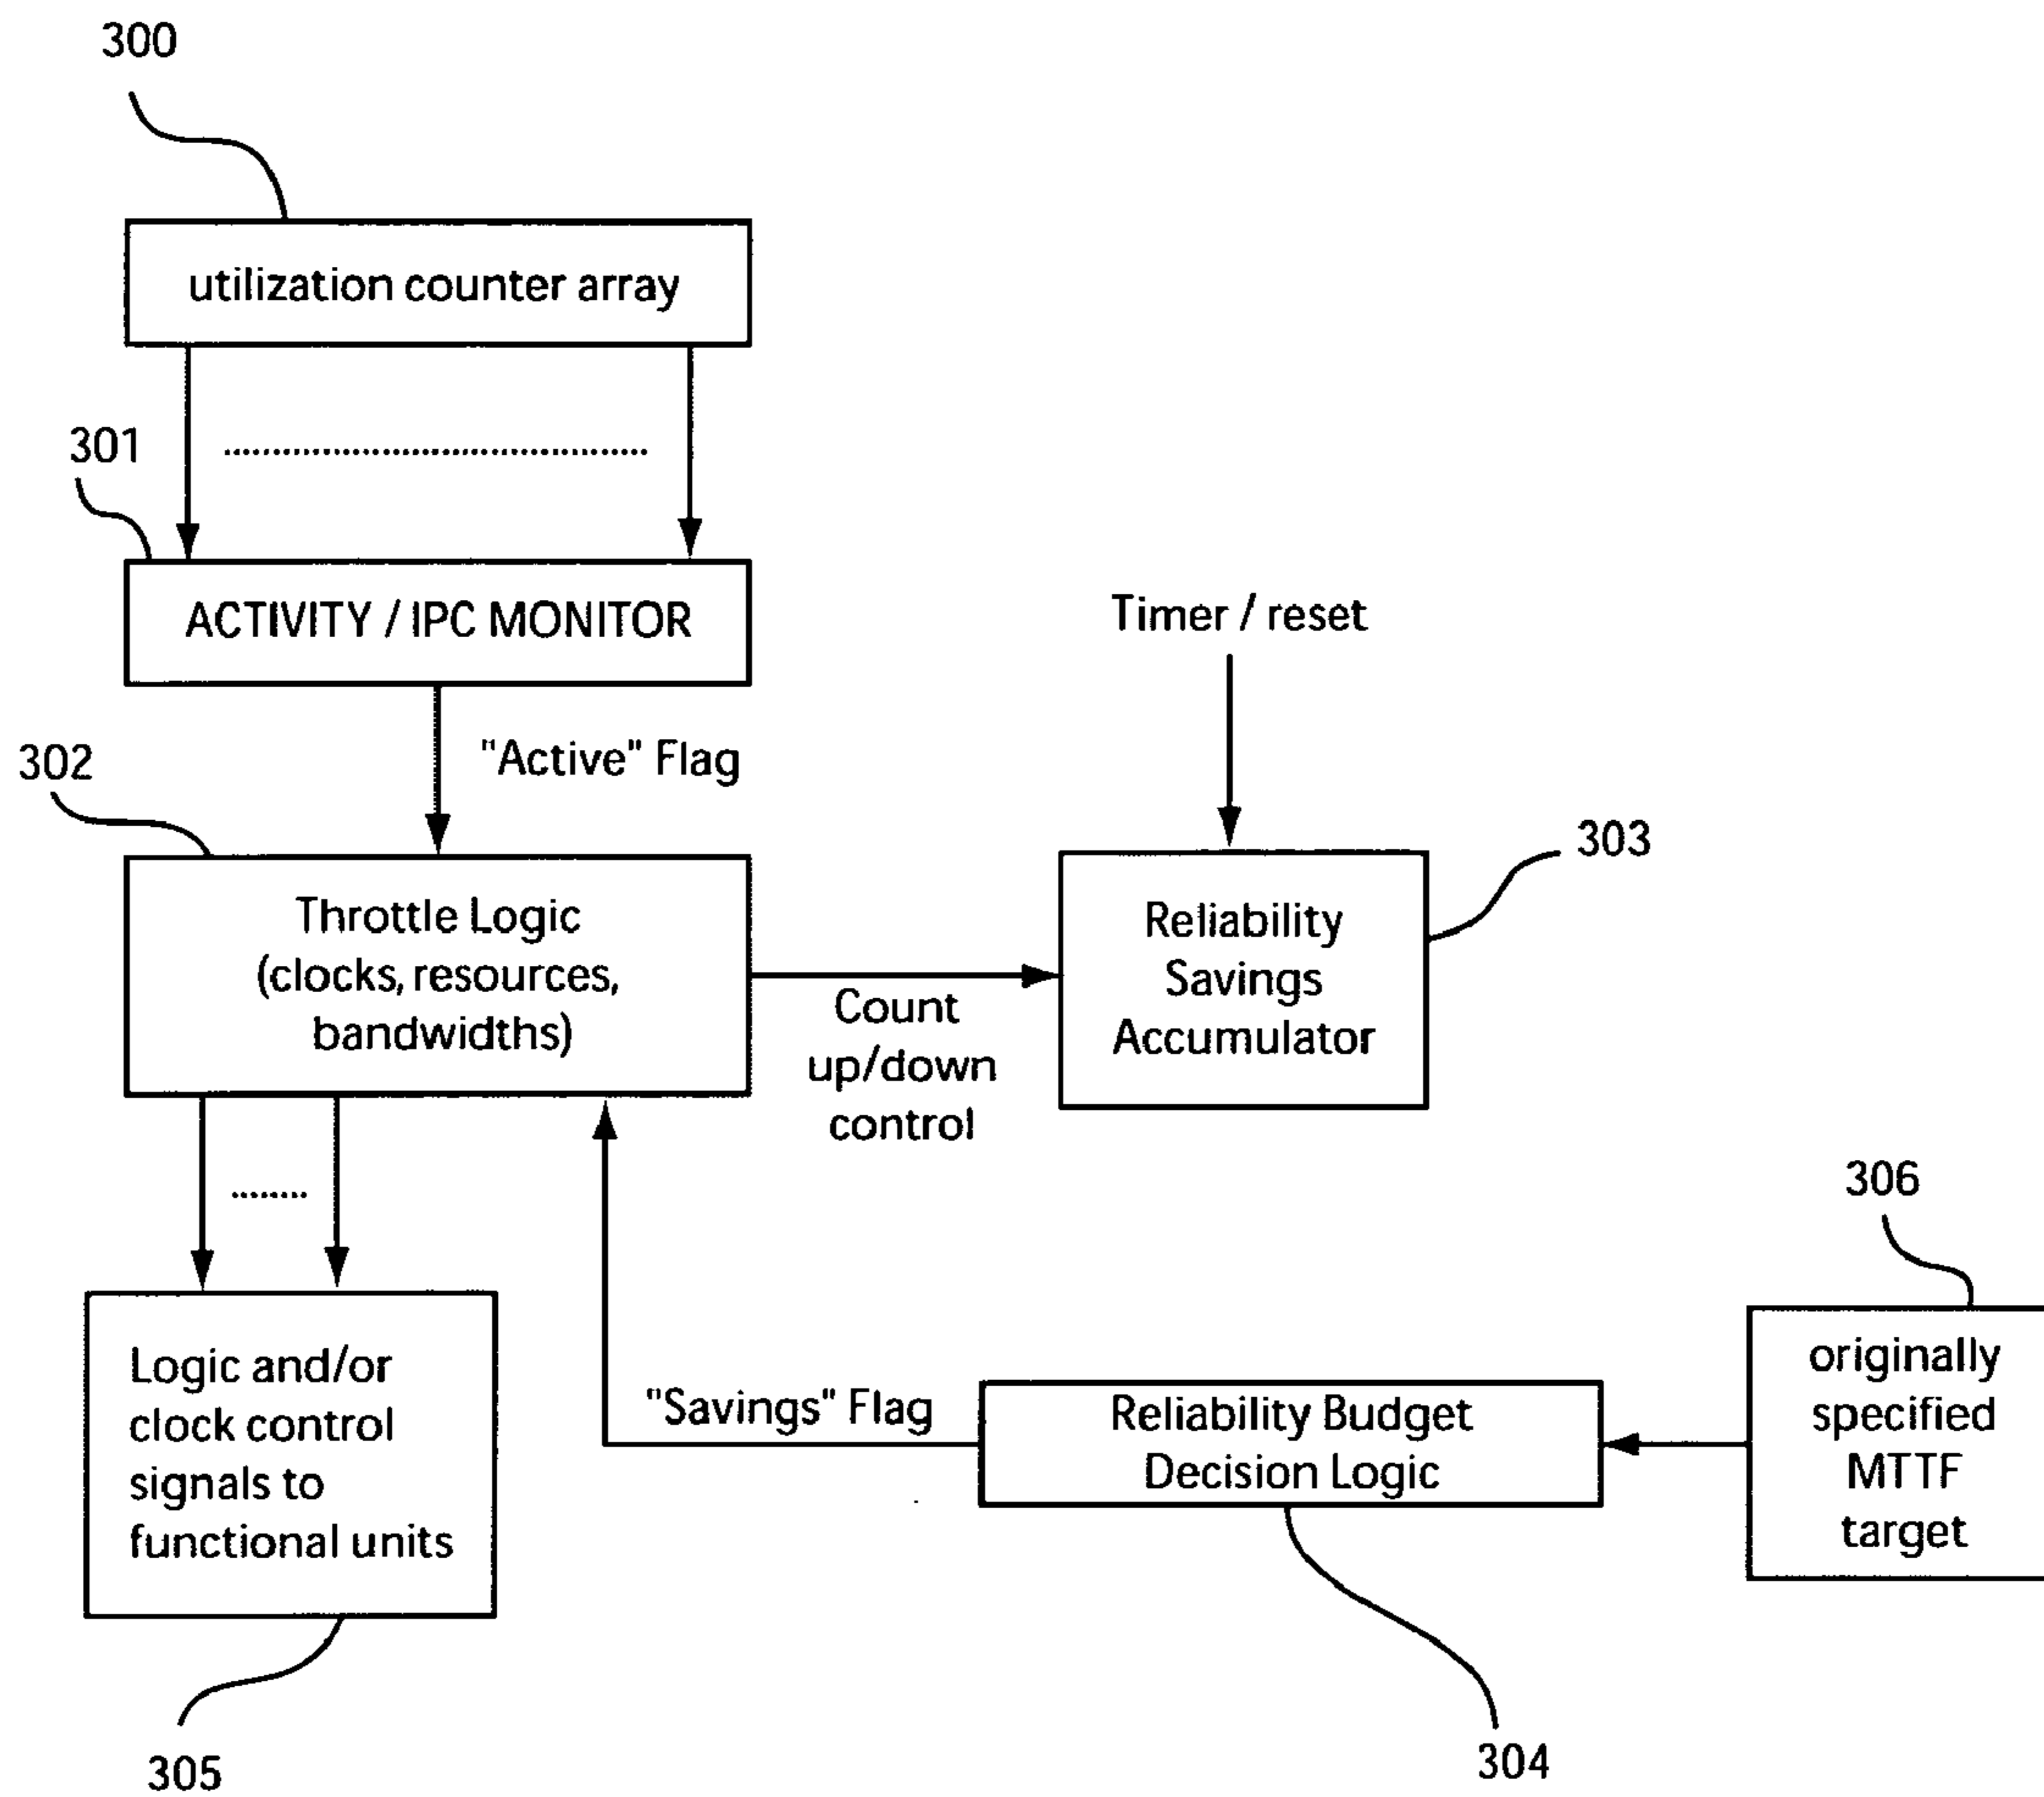 300
utilization counter array
301
ACTIVITY / IPC MONITOR
Timer / reset
"Active" Flag
302
303
Throttle Logic
(clocks, resources,
bandwidths)
Reliability
Savings
Accumulator
Count
up/down
control
306
Logic and/or
clock control
signals to
functional units
"Savings" Flag
Reliability Budget
Decision Logic
originally
specified
MTTF
target
305
304